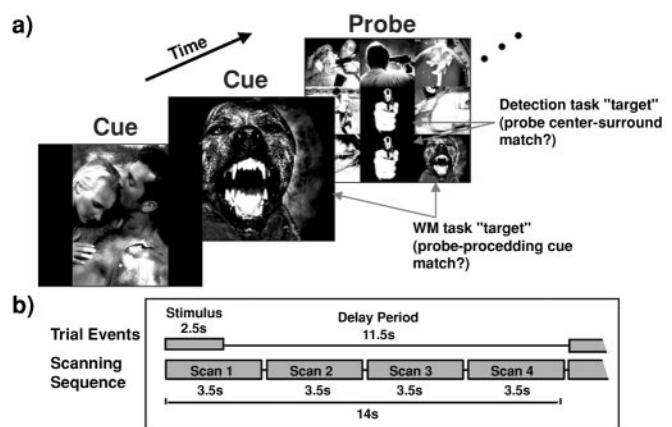 a)
Time
Cue
Cue
Probe
Detection task "target"
(probe center-surround
match?)
WM task "target"
(probe-procedding cue
match?)
b)
Trial Events
Stimulus
2.5s
Delay Period
11.5s
Scanning
Sequence
Scan 1
Scan 2
Scan 3
Scan 4
3.5s
3.5s
3.5s
3.5s
14s